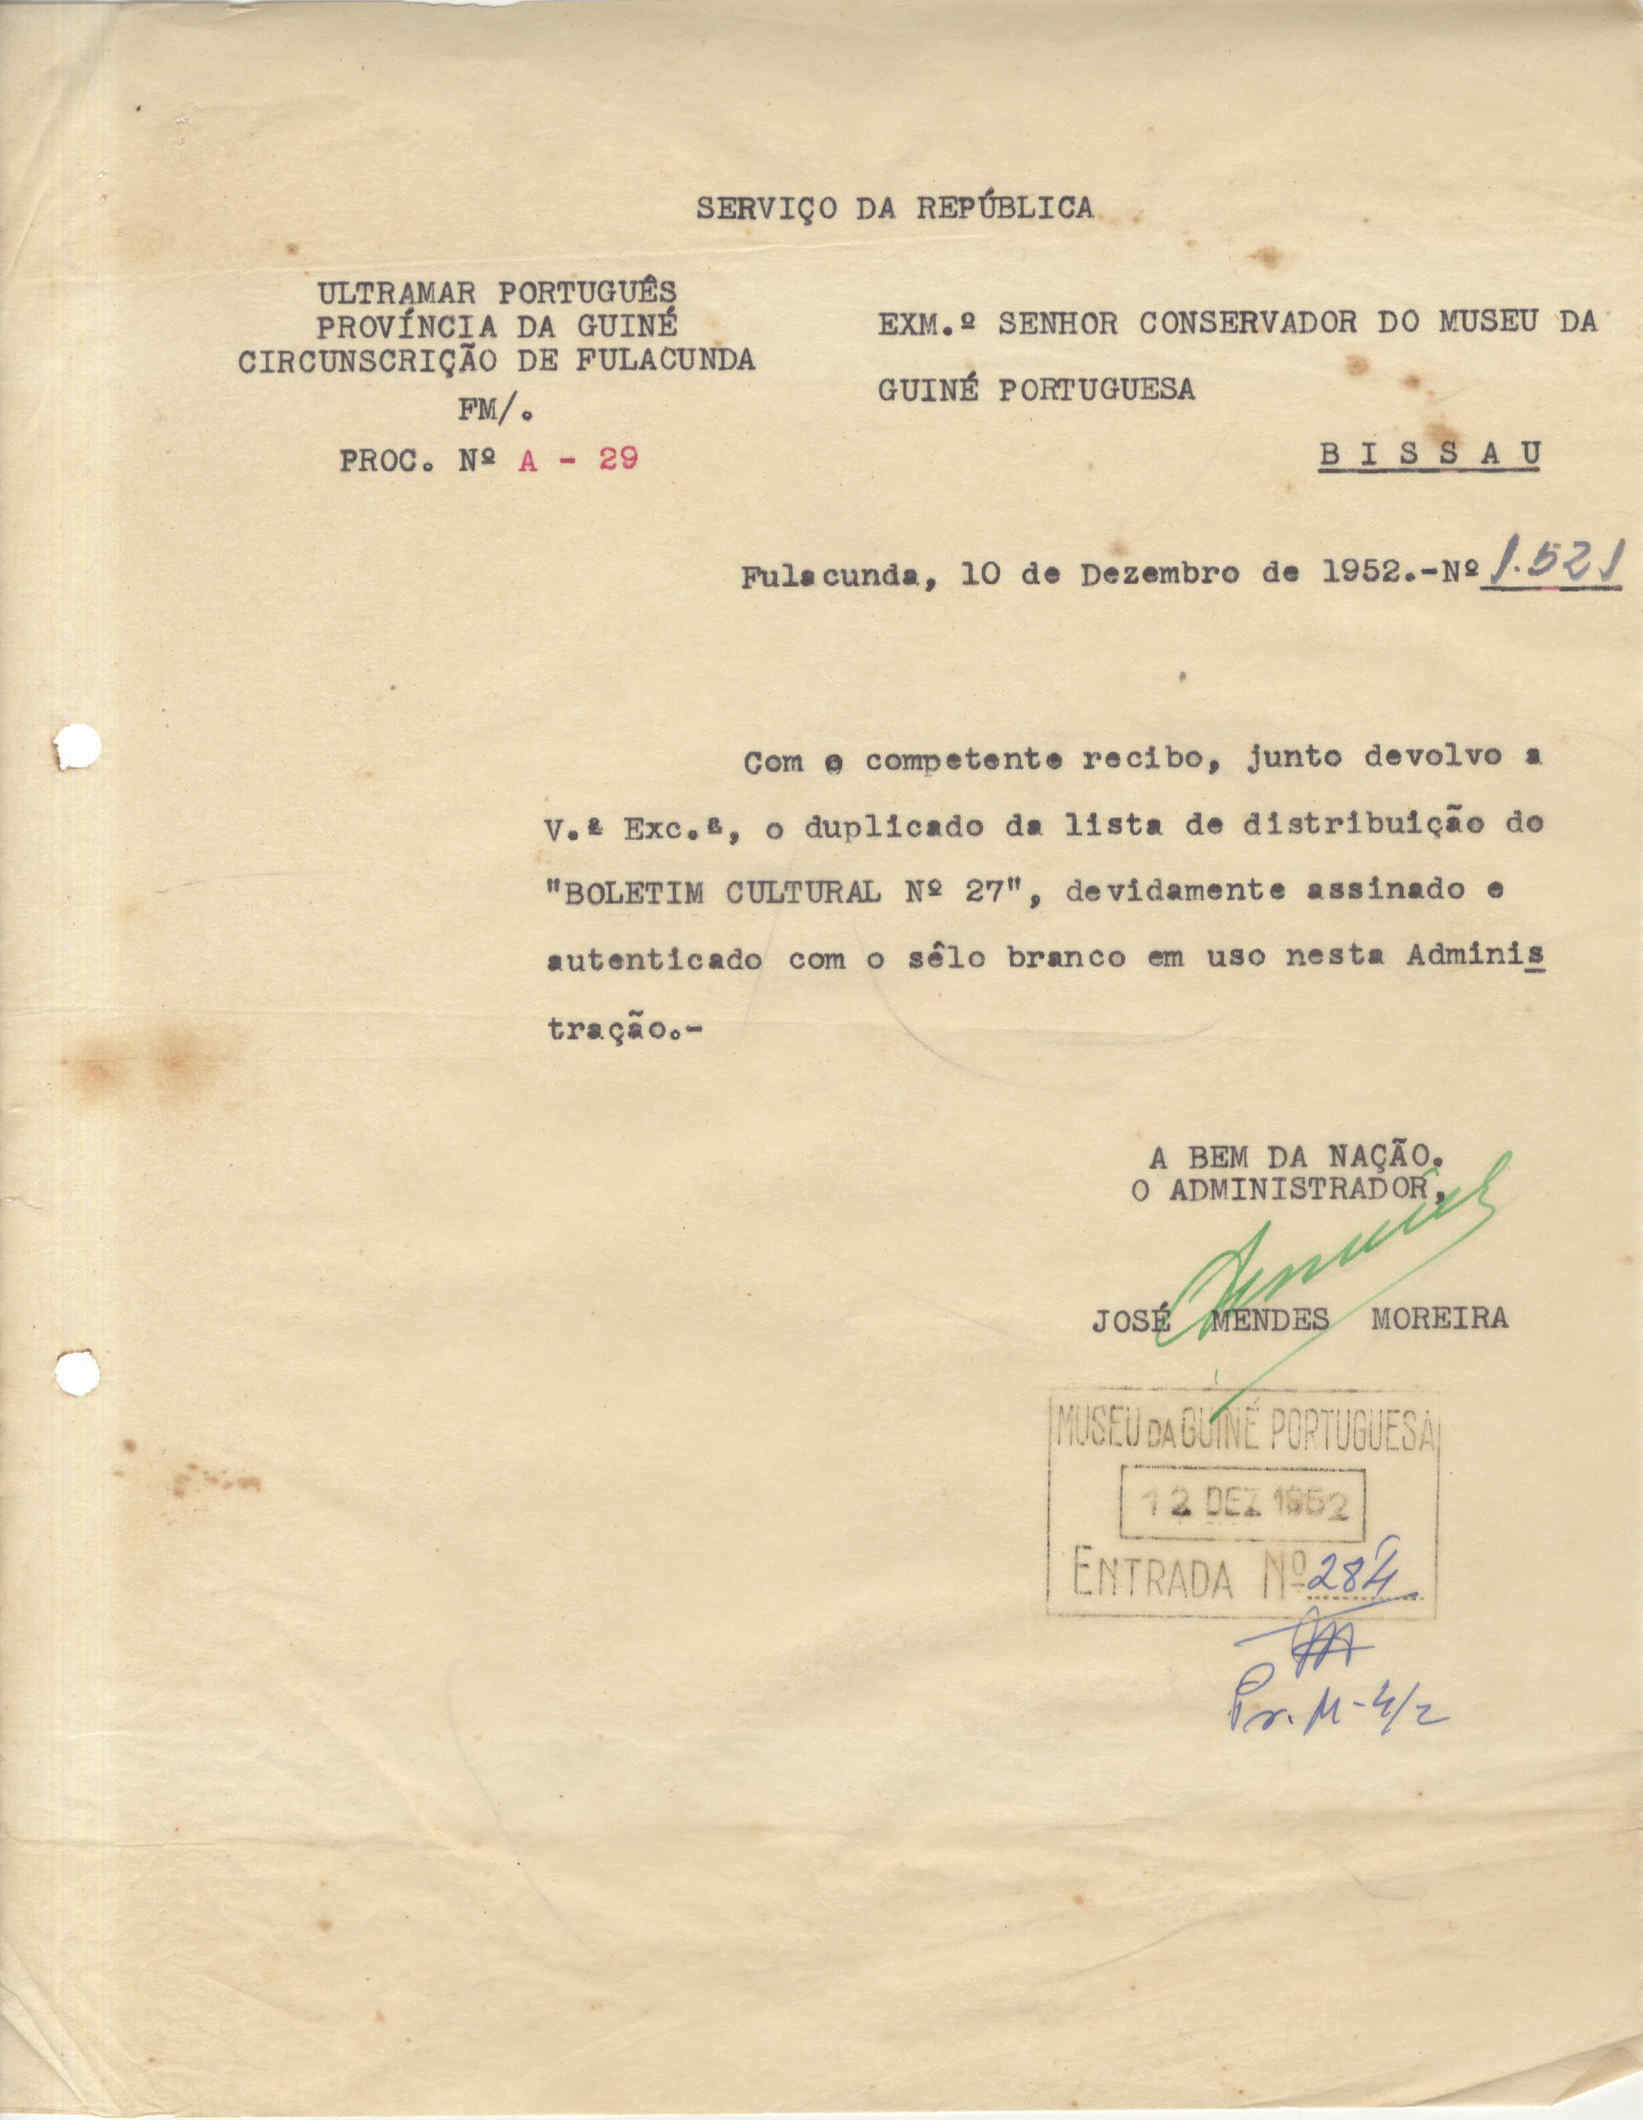 SERVIÇO DA REPÚBLICA
ULTRAMAR PORTUGUÊS
PROVÍNCIA DA GUINÉ
CIRCUNSCRIÇÃO DE FULACUNDA
FM/.
PROC. Nº A - 29
EXM.º SENHOR CONSERVADOR DO MUSEU DA
GUINÉ PORTUGUESA
B I S S A U
Fulacunda, 10 de Dezembro de 1952.-Nº 1.521
Com o competente recibo, junto devolvo a
V.ª Exc.ª, o duplicado da lista de distribuição do
"BOLETIM CULTURAL Nº 27", devidamente assinado e
autenticado com o sêlo branco em uso nesta Adminis
tração.-
A BEM DA NAÇÃO.
O ADMINISTRADOR,
JOSÉ MENDES MOREIRA
MUSEU DA GUINÉ PORTUGUESA
12 DEZ 1952
ENTRADA Nº 284
Pr. M-4/2